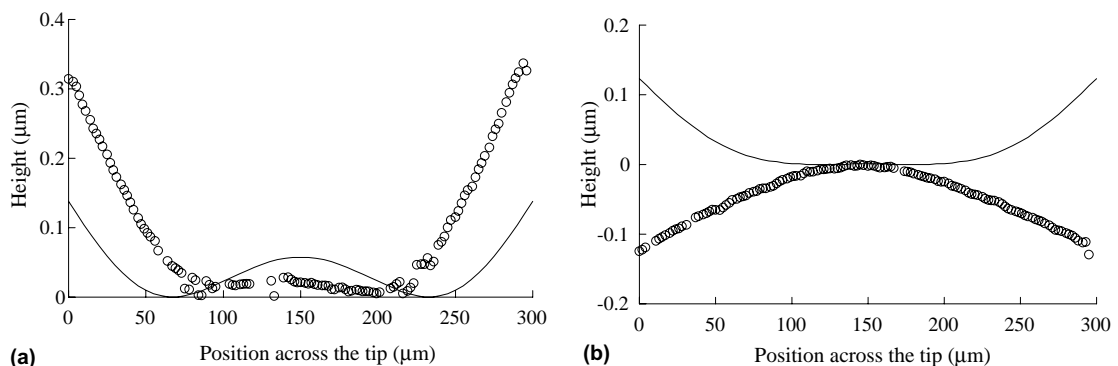 0.4
0.3
0.2
0.1
0
Height (μm)
0 50 100 150 200 250 300
Position across the tip (μm)
(a)
0.2
0.1
0
-0.1
-0.2
Height (μm)
0 50 100 150 200 250 300
Position across the tip (μm)
(b)